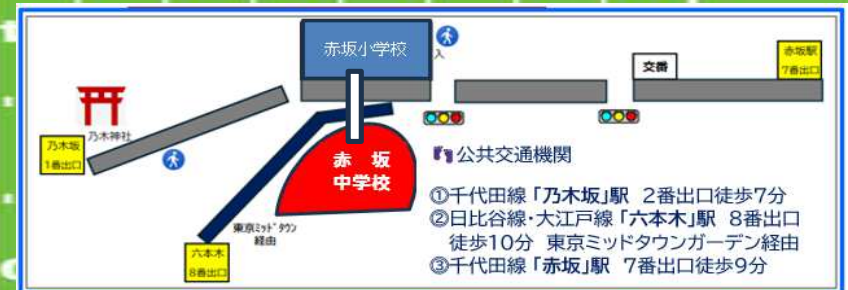 赤坂小学校
入
交番
赤坂駅
7番出口
乃木神社
乃木坂
1番出口
赤 坂
中学校
東京ミッドタウン
経由
六本木
8番出口
公共交通機関
①千代田線「乃木坂」駅 2番出口徒歩7分
②日比谷線・大江戸線「六本木」駅 8番出口
徒歩10分 東京ミッドタウンガーデン経由
③千代田線「赤坂」駅 7番出口徒歩9分